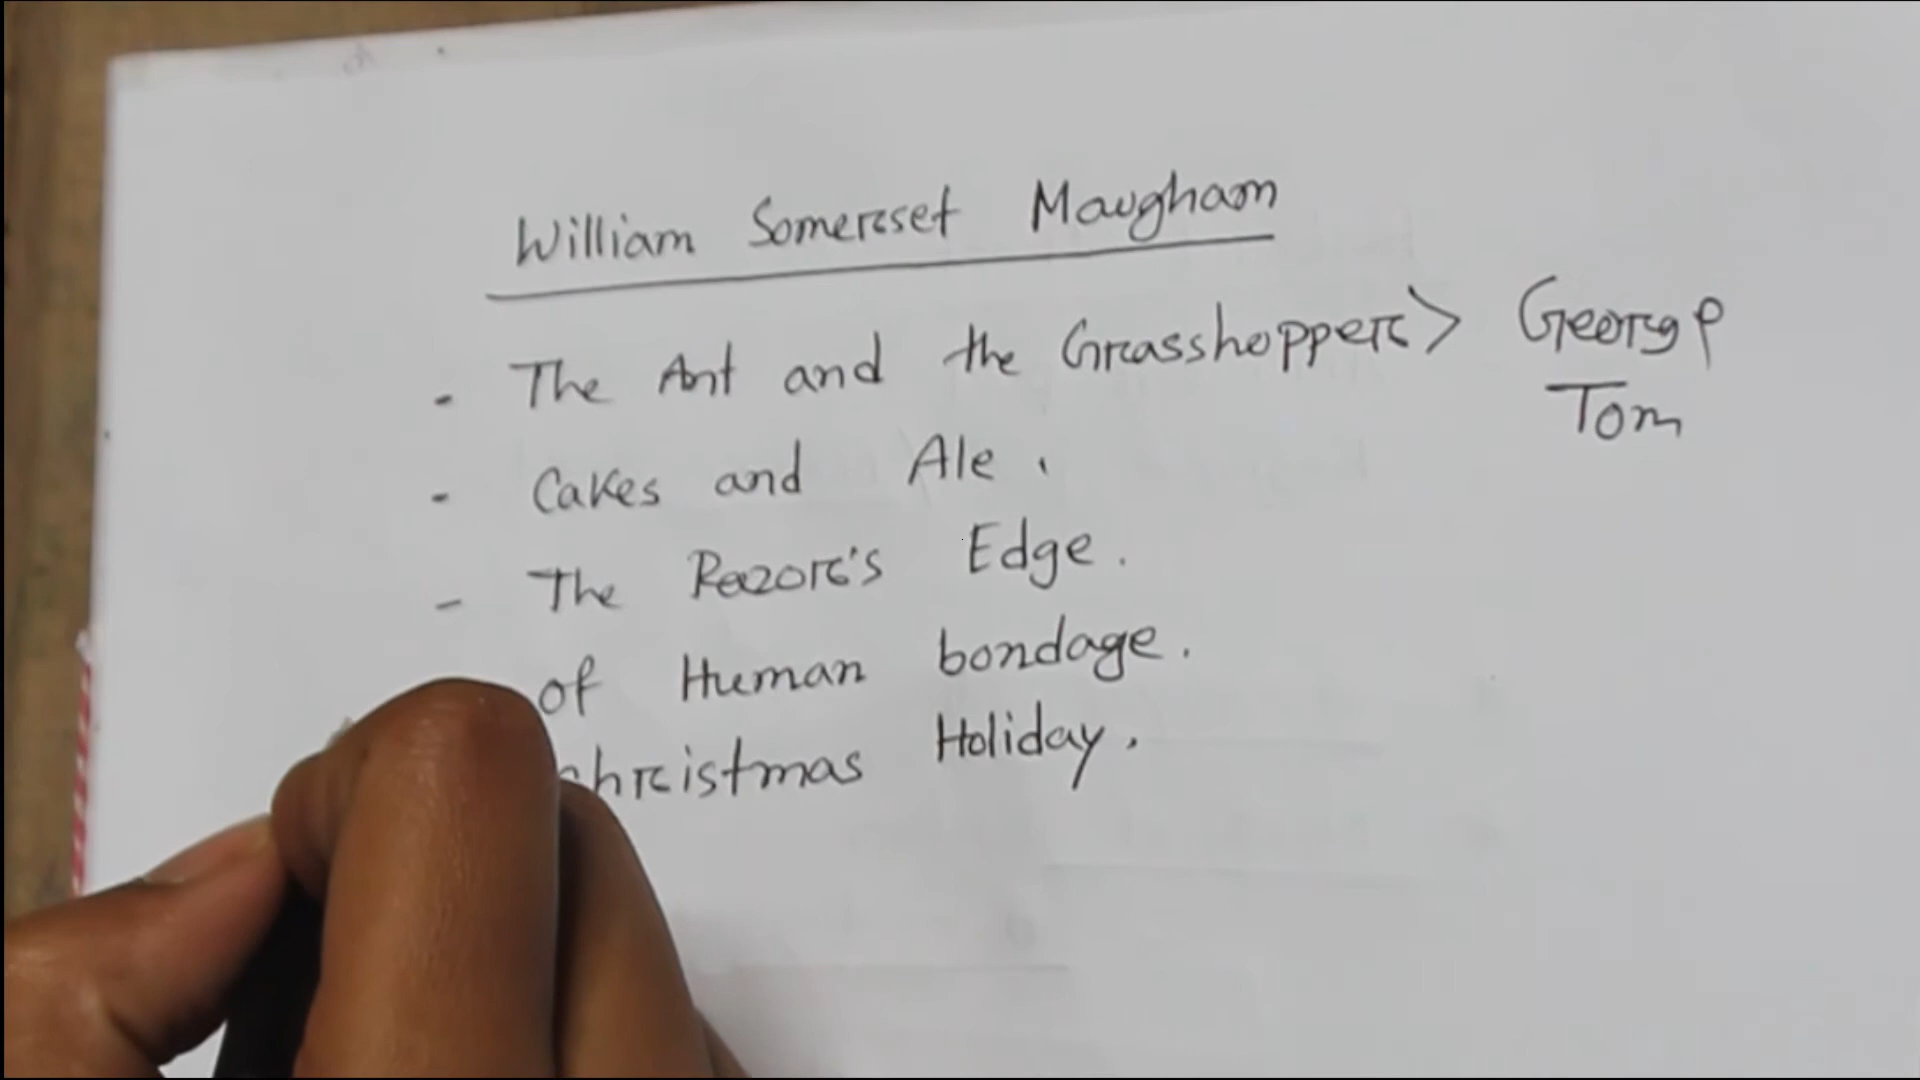 William Somerset Maugham
- The Ant and the Grasshopper> George
Tom
- Cakes and Ale.
- The Razor's Edge.
of Human bondage.
christmas Holiday.